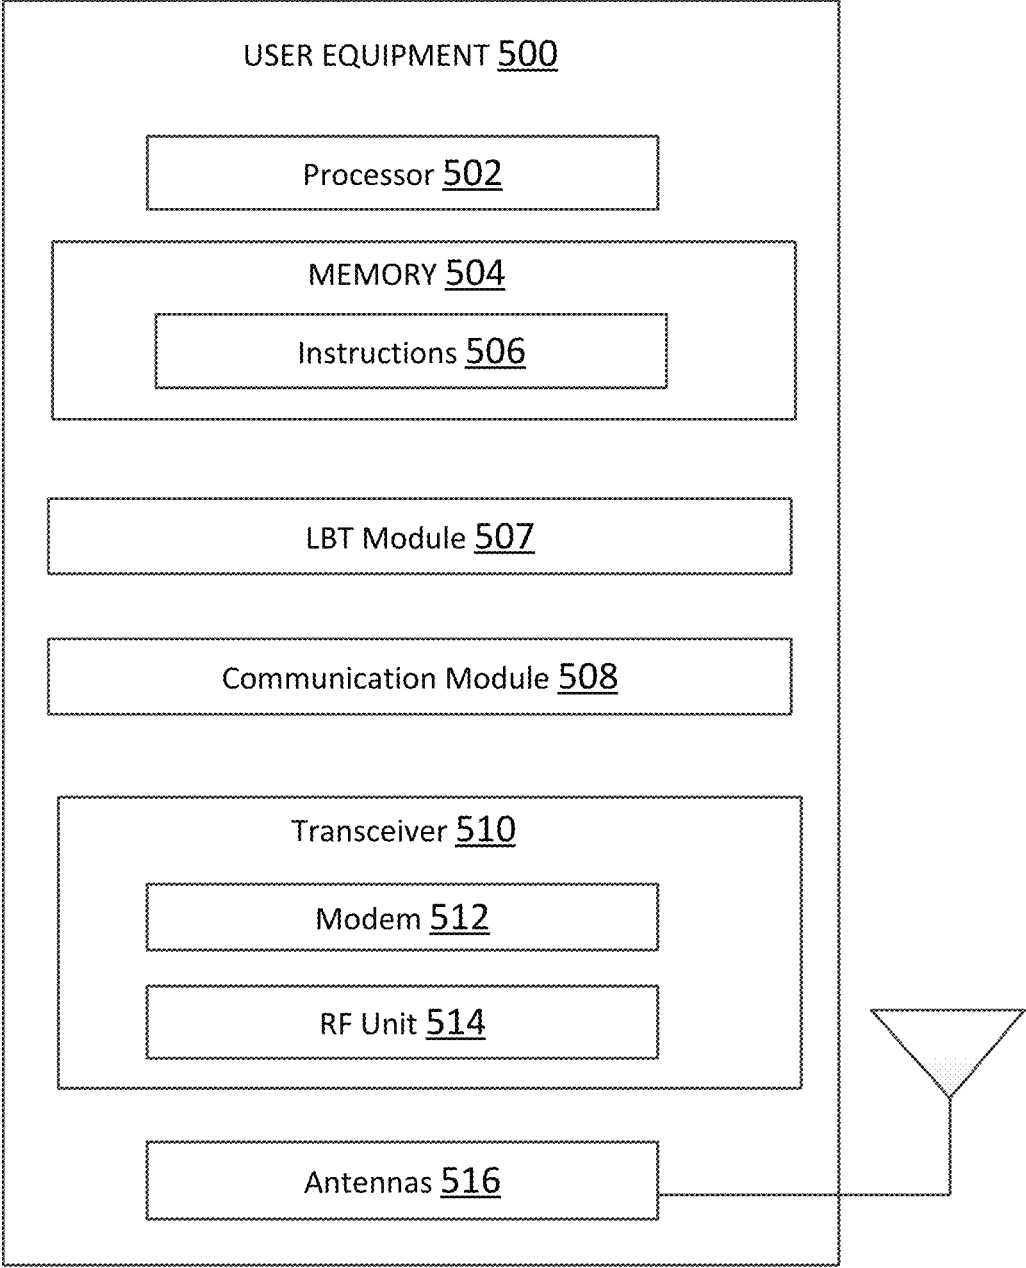 USER EQUIPMENT 500
Processor 502
MEMORY 504
Instructions 506
LBT Module 507
Communication Module 508
Transceiver 510
Modem 512
RF Unit 514
Antennas 516